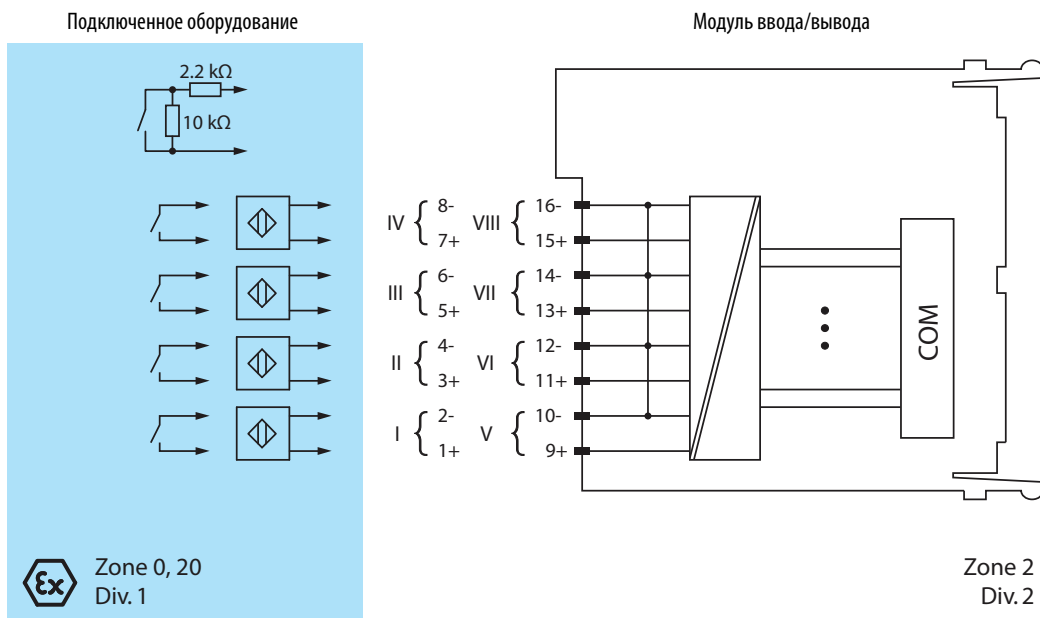 Подключенное оборудование
Модуль ввода/вывода
2.2 kΩ
10 kΩ
IV { 8- VIII { 16-
7+ 15+
III { 6- VII { 14-
5+ 13+
II { 4- VI { 12-
3+ 11+
I { 2- V { 10-
1+ 9+
COM
Ex
Zone 0, 20
Div. 1
Zone 2
Div. 2